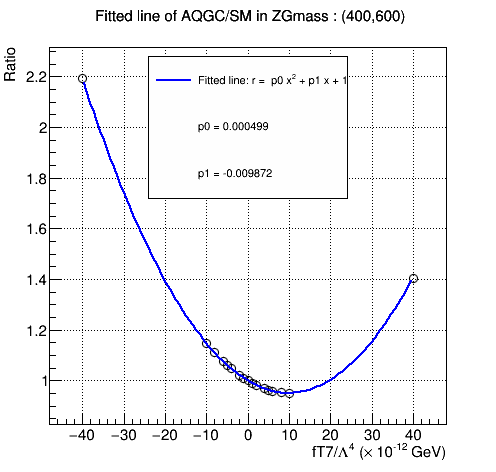 Fitted line of AQGC/SM in ZGmass : (400,600)
Ratio
Fitted line: r = p0 x² + p1 x + 1
p0 = 0.000499
p1 = -0.009872
2.2
2
1.8
1.6
1.4
1.2
1
−40 −30 −20 −10 0 10 20 30 40
fT7/Λ⁴ (× 10⁻¹² GeV)